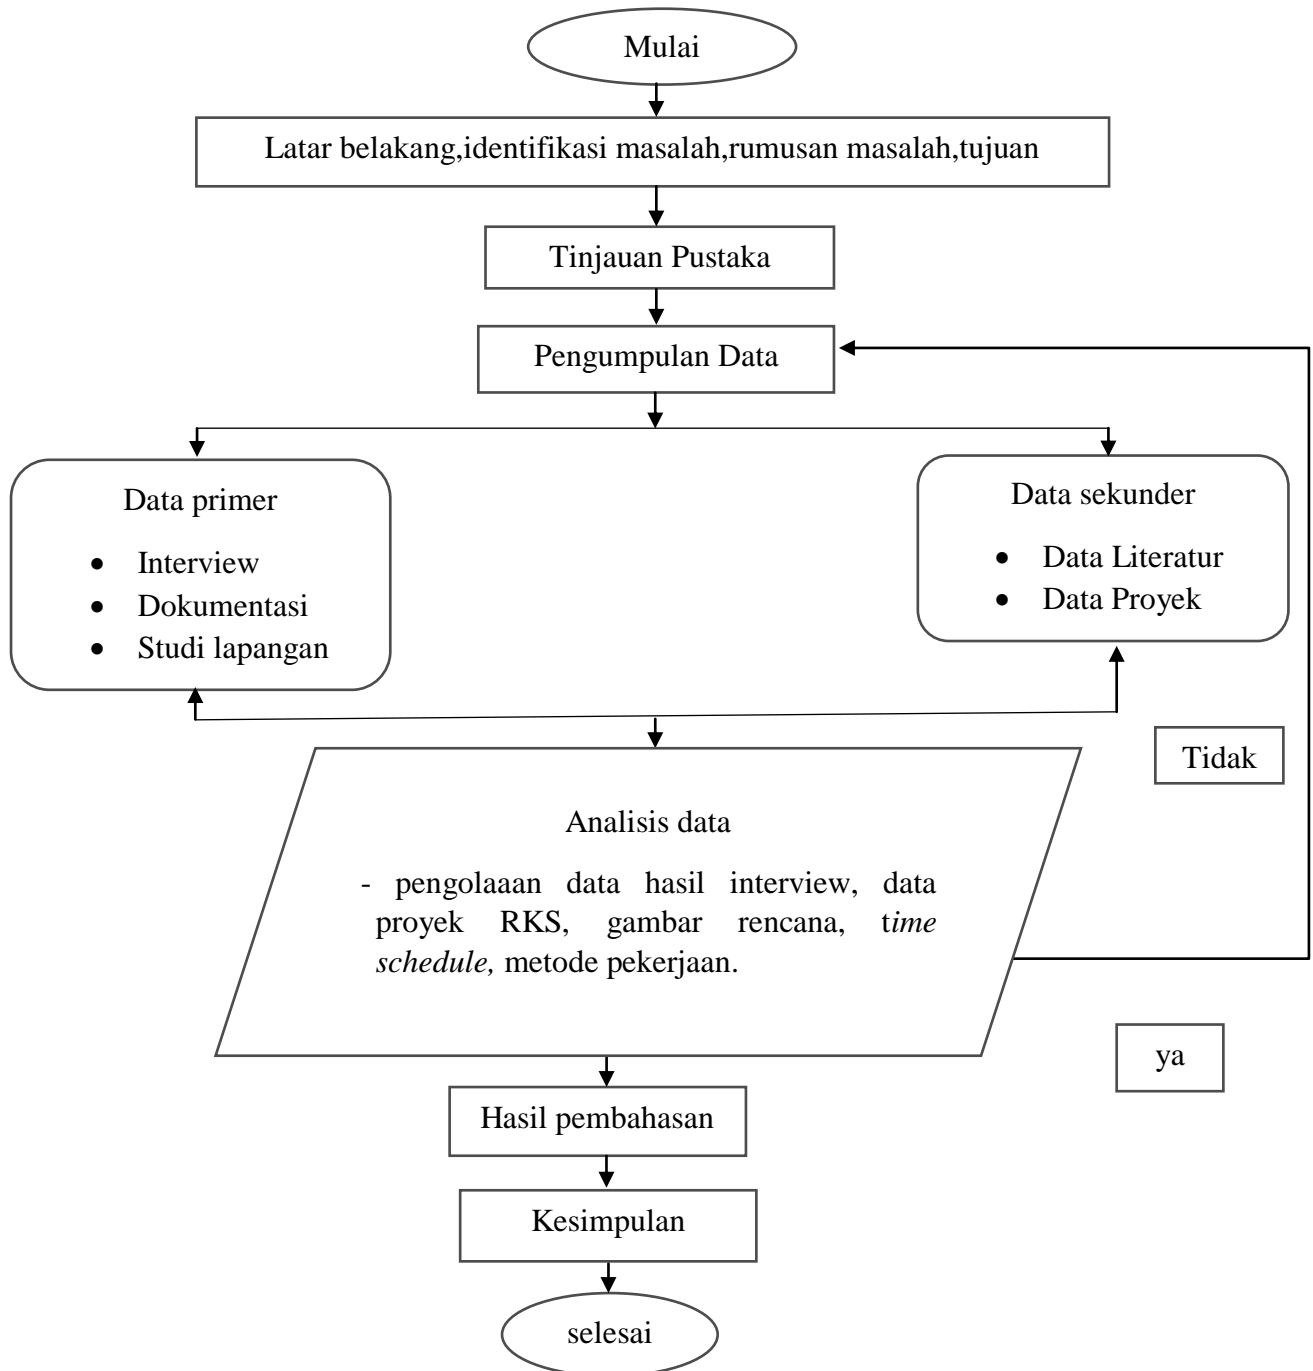 Mulai
Latar belakang,identifikasi masalah,rumusan masalah,tujuan
Tinjauan Pustaka
Pengumpulan Data
Data primer
• Interview
• Dokumentasi
• Studi lapangan
Data sekunder
• Data Literatur
• Data Proyek
Tidak
Analisis data
- pengolaaan data hasil interview, data
proyek RKS, gambar rencana, time
schedule, metode pekerjaan.
ya
Hasil pembahasan
Kesimpulan
selesai